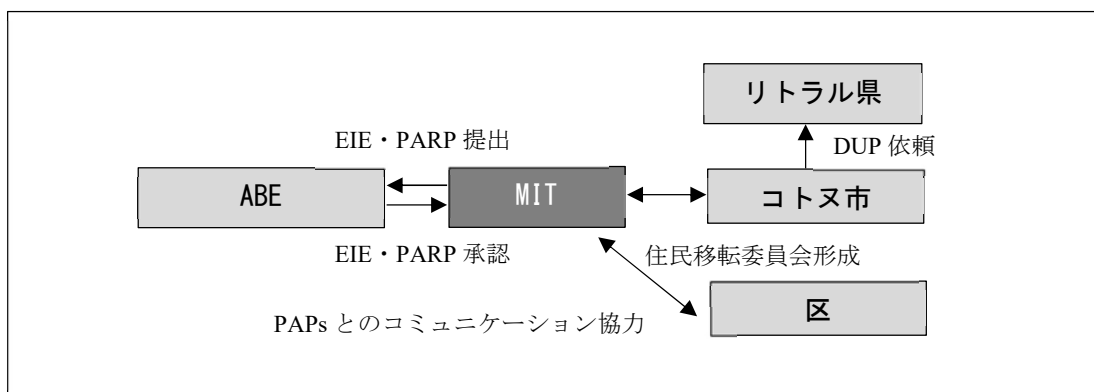 リトラル県
EIE・PARP 提出
DUP 依頼
ABE
MIT
コトヌ市
EIE・PARP 承認
住民移転委員会形成
区
PAPs とのコミュニケーション協力